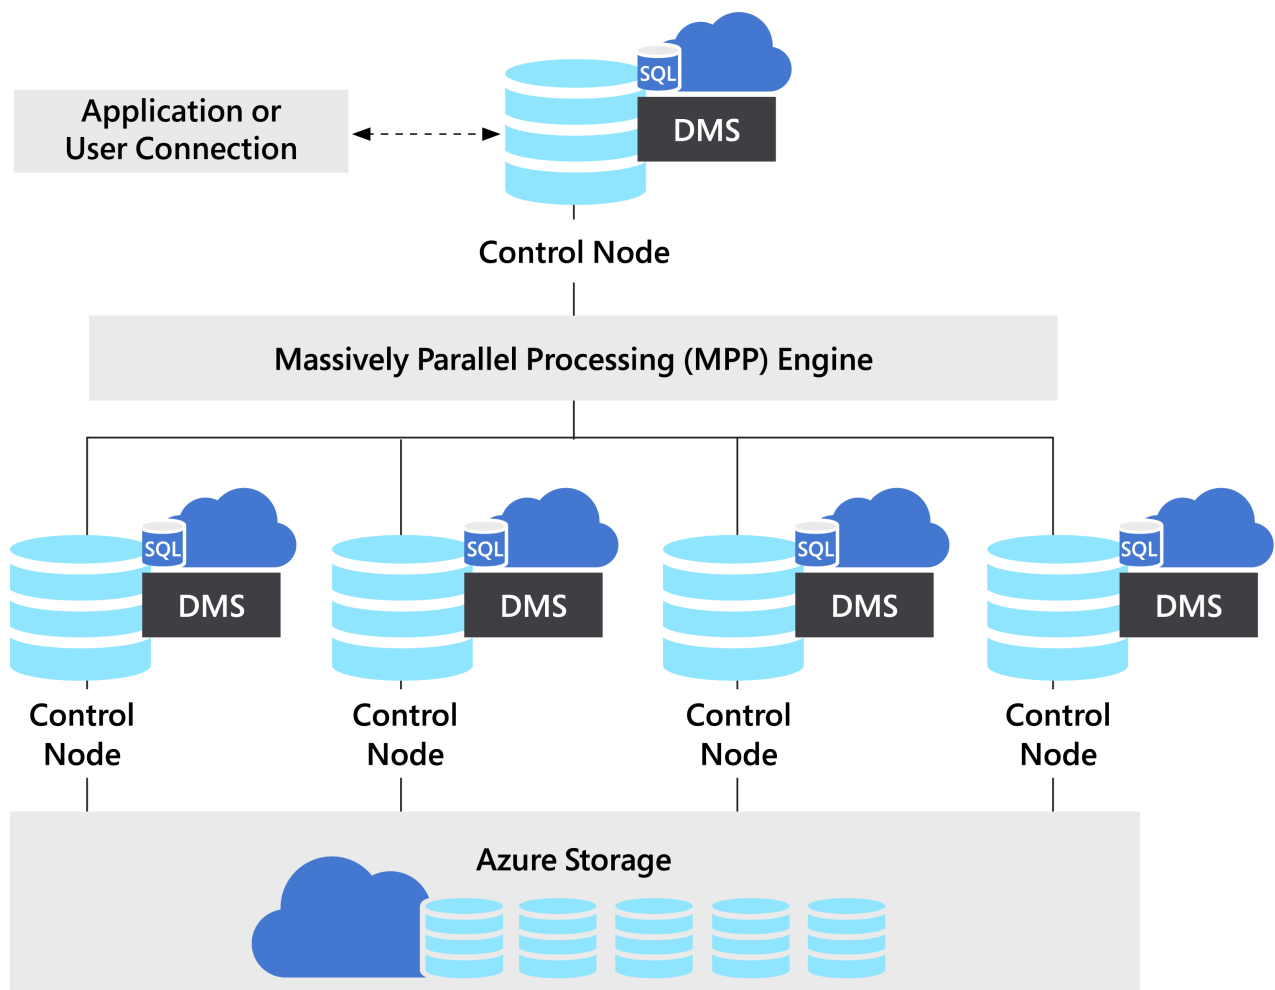 SQL
DMS
Application or
User Connection
Control Node
Massively Parallel Processing (MPP) Engine
SQL
DMS
SQL
DMS
SQL
DMS
SQL
DMS
Control
Node
Control
Node
Control
Node
Control
Node
Azure Storage